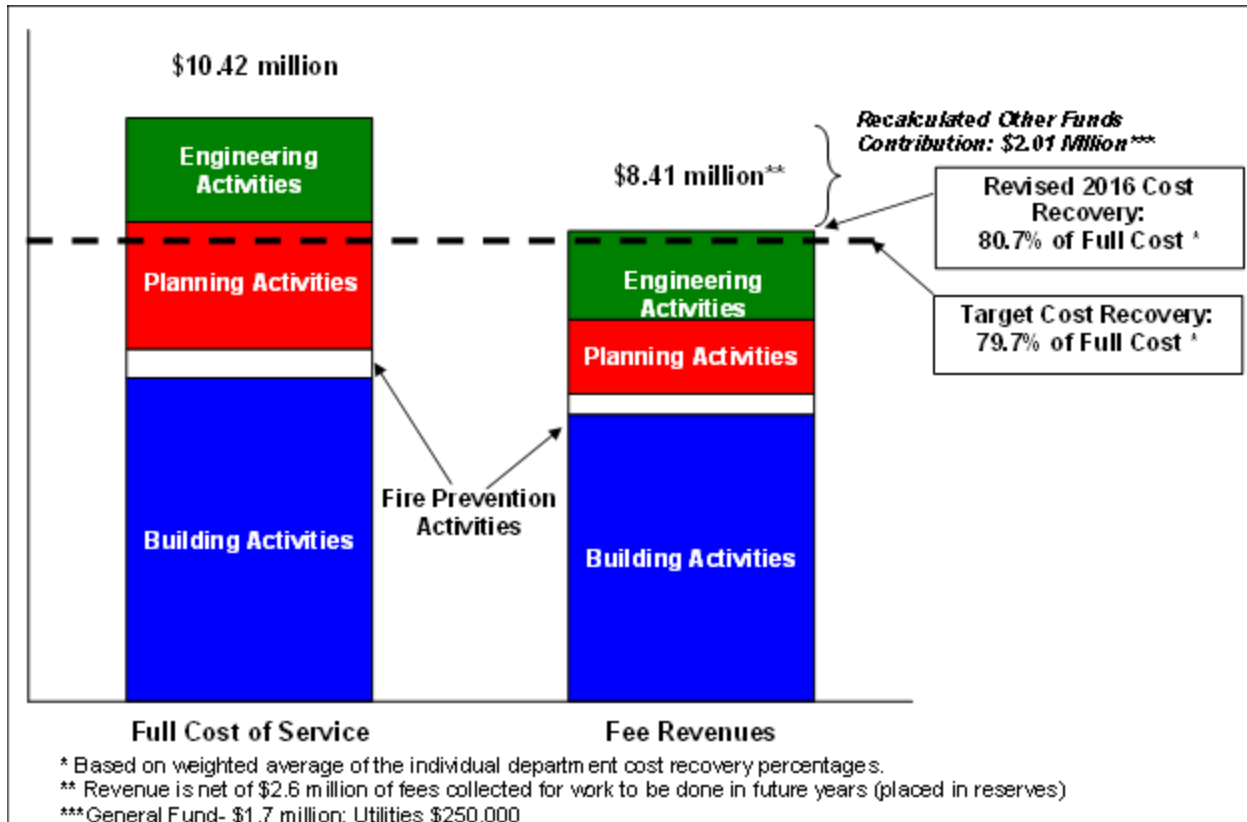 $10.42 million
Recalculated Other Funds
Contribution: $2.01 Million***
Engineering
Activities
$8.41 million**
Revised 2016 Cost
Recovery:
80.7% of Full Cost *
Planning Activities
Engineering
Activities
Target Cost Recovery:
79.7% of Full Cost *
Planning Activities
Fire Prevention
Activities
Building Activities
Building Activities
Full Cost of Service
Fee Revenues
* Based on weighted average of the individual department cost recovery percentages.
** Revenue is net of $2.6 million of fees collected for work to be done in future years (placed in reserves)
***General Fund- $1.7 million; Utilities $250,000